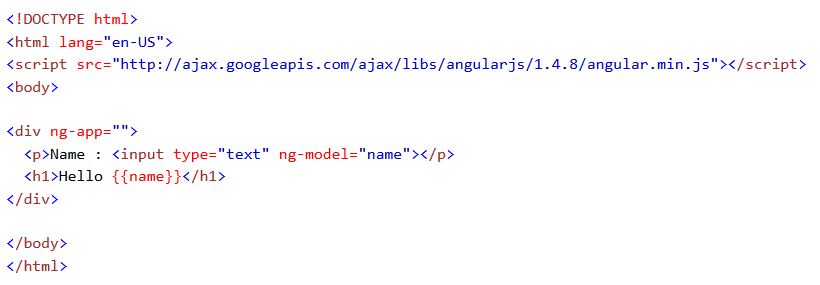 <!DOCTYPE html>
<html lang="en-US">
<script src="http://ajax.googleapis.com/ajax/libs/angularjs/1.4.8/angular.min.js"></script>
<body>

<div ng-app="">
  <p>Name : <input type="text" ng-model="name"></p>
  <h1>Hello {{name}}</h1>
</div>

</body>
</html>